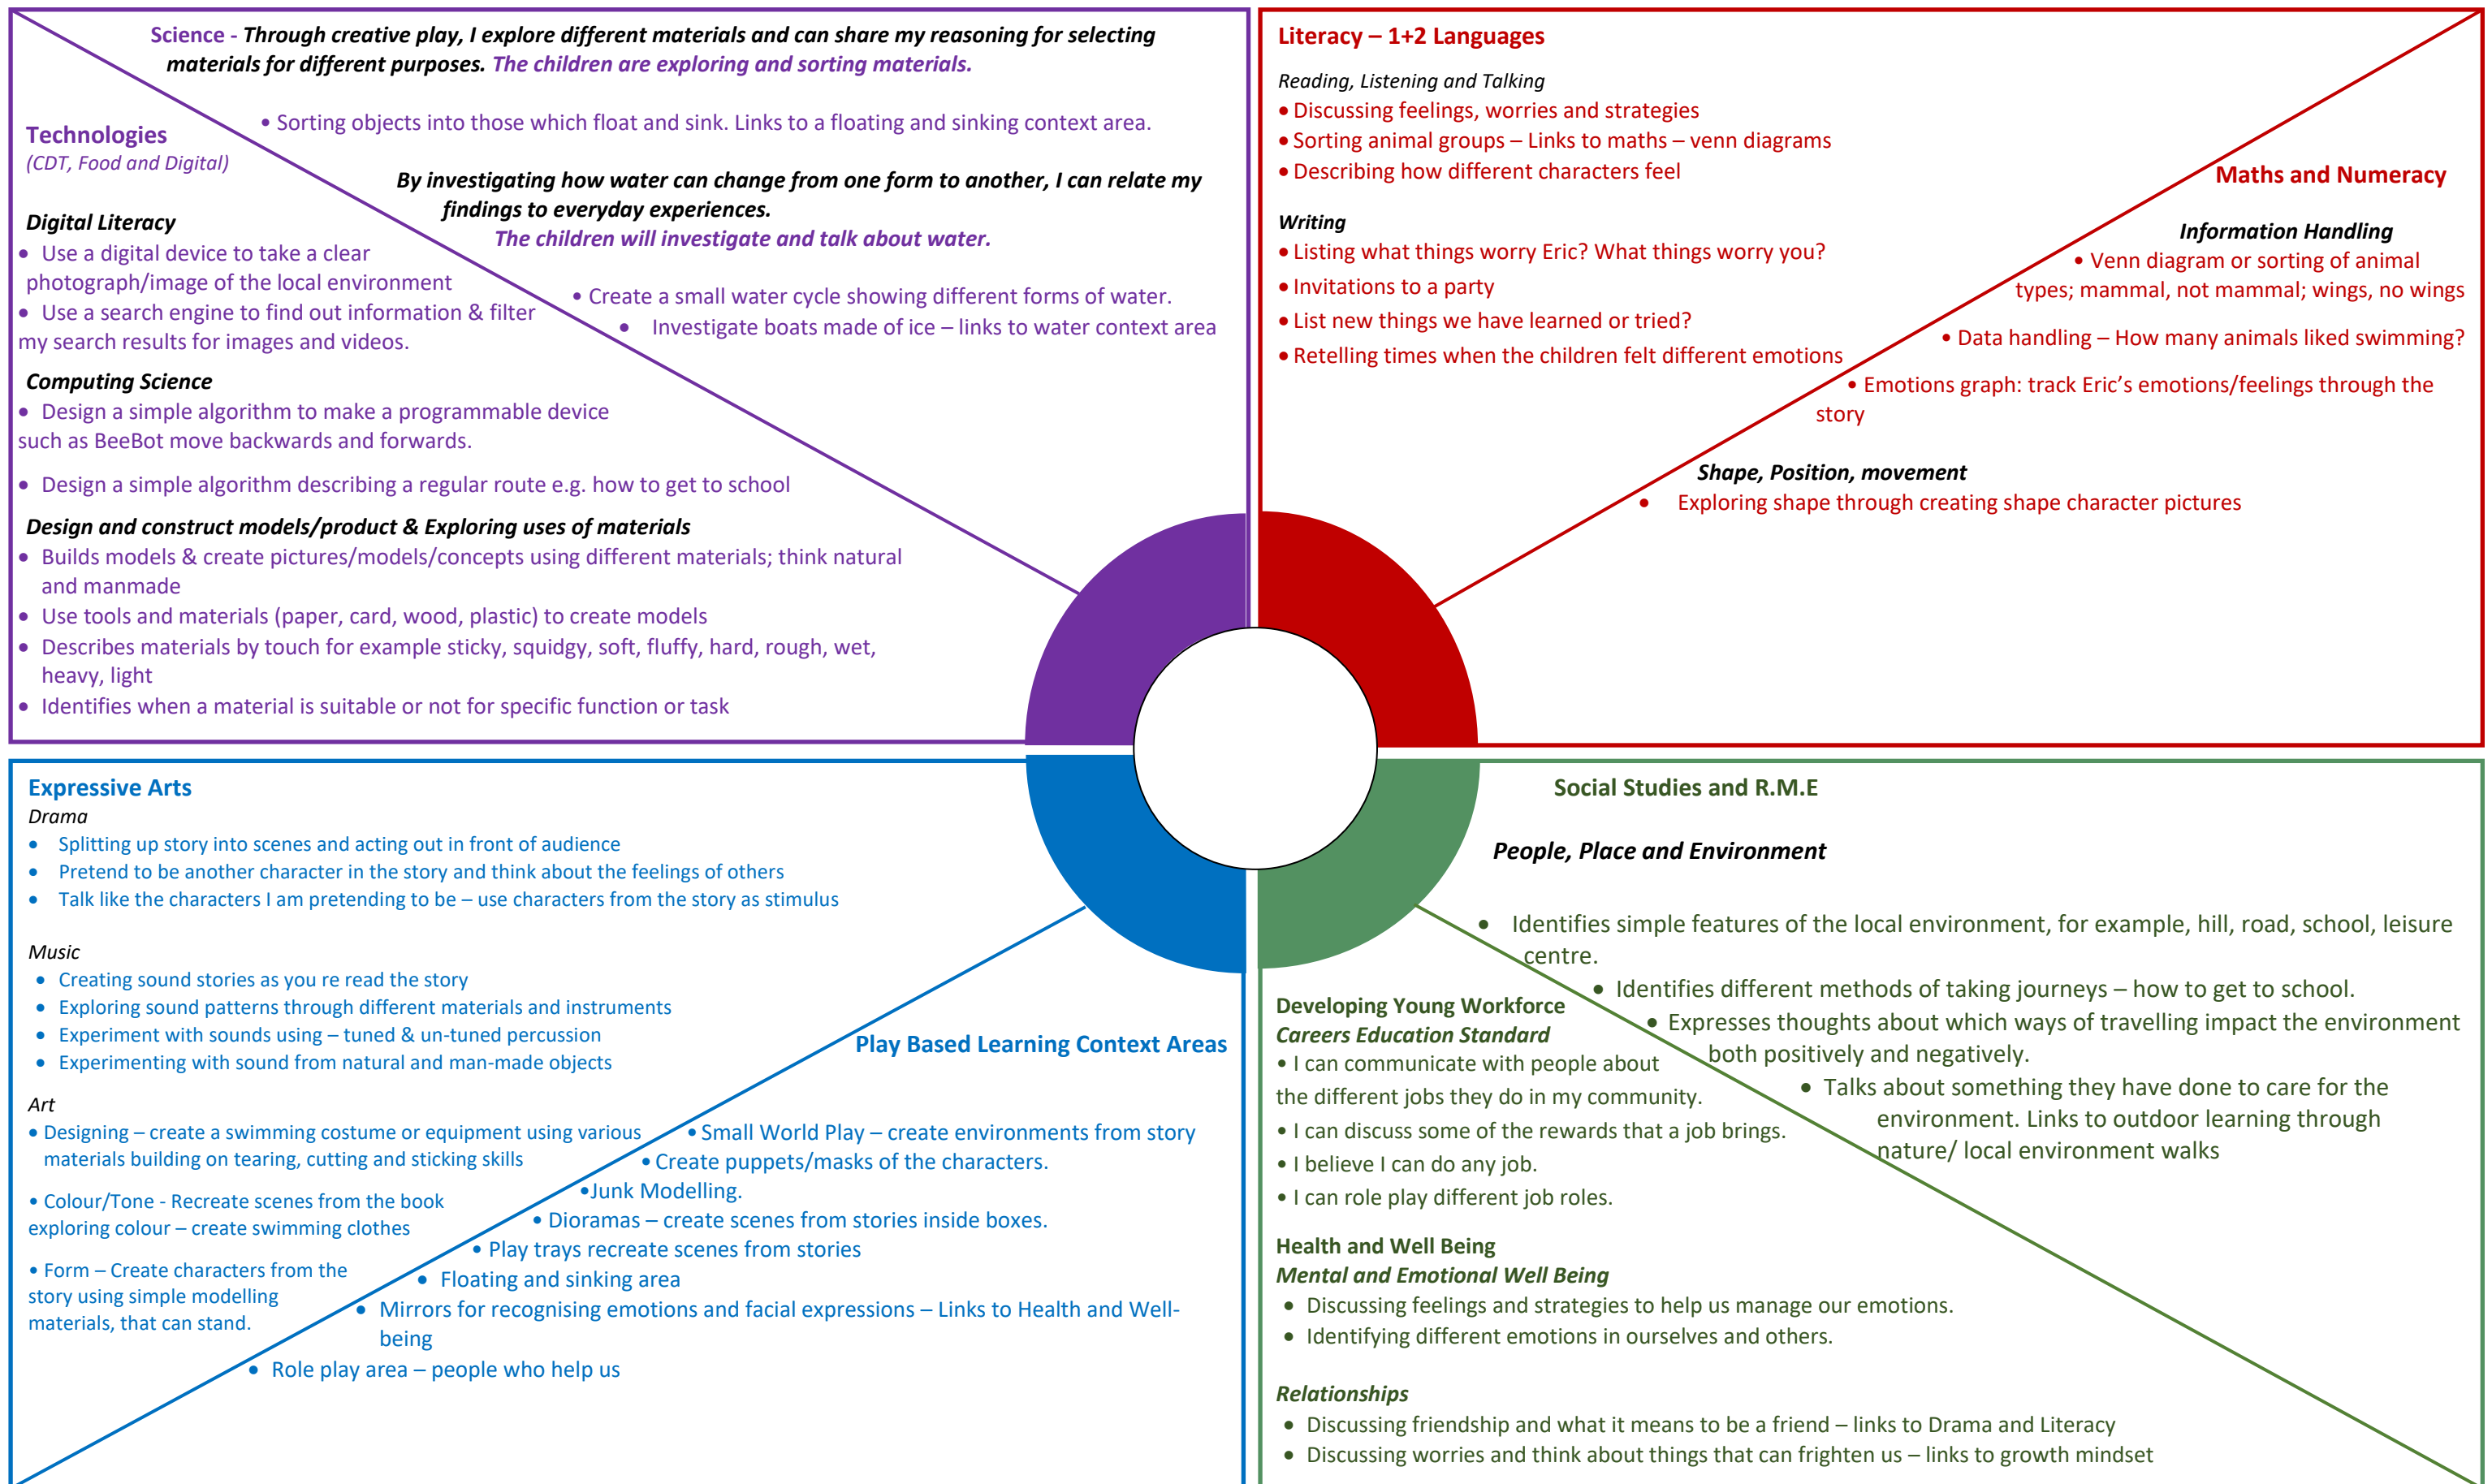 Science - Through creative play, I explore different materials and can share my reasoning for selecting
materials for different purposes. The children are exploring and sorting materials.
• Sorting objects into those which float and sink. Links to a floating and sinking context area.
By investigating how water can change from one form to another, I can relate my
findings to everyday experiences.
The children will investigate and talk about water.
• Create a small water cycle showing different forms of water.
• Investigate boats made of ice – links to water context area
Technologies
(CDT, Food and Digital)
Digital Literacy
• Use a digital device to take a clear
photograph/image of the local environment
• Use a search engine to find out information & filter
my search results for images and videos.
Computing Science
• Design a simple algorithm to make a programmable device
such as BeeBot move backwards and forwards.
• Design a simple algorithm describing a regular route e.g. how to get to school
Design and construct models/product & Exploring uses of materials
• Builds models & create pictures/models/concepts using different materials; think natural
and manmade
• Use tools and materials (paper, card, wood, plastic) to create models
• Describes materials by touch for example sticky, squidgy, soft, fluffy, hard, rough, wet,
heavy, light
• Identifies when a material is suitable or not for specific function or task
Literacy – 1+2 Languages
Reading, Listening and Talking
• Discussing feelings, worries and strategies
• Sorting animal groups – Links to maths – venn diagrams
• Describing how different characters feel
Writing
• Listing what things worry Eric? What things worry you?
• Invitations to a party
• List new things we have learned or tried?
• Retelling times when the children felt different emotions
Maths and Numeracy
Information Handling
• Venn diagram or sorting of animal
types; mammal, not mammal; wings, no wings
• Data handling – How many animals liked swimming?
• Emotions graph: track Eric's emotions/feelings through the
story
Shape, Position, movement
• Exploring shape through creating shape character pictures
Expressive Arts
Drama
• Splitting up story into scenes and acting out in front of audience
• Pretend to be another character in the story and think about the feelings of others
• Talk like the characters I am pretending to be – use characters from the story as stimulus
Music
• Creating sound stories as you re read the story
• Exploring sound patterns through different materials and instruments
• Experiment with sounds using – tuned & un-tuned percussion
• Experimenting with sound from natural and man-made objects
Art
• Designing – create a swimming costume or equipment using various
materials building on tearing, cutting and sticking skills
• Colour/Tone - Recreate scenes from the book
exploring colour – create swimming clothes
• Form – Create characters from the
story using simple modelling
materials, that can stand.
Play Based Learning Context Areas
• Small World Play – create environments from story
• Create puppets/masks of the characters.
•Junk Modelling.
• Dioramas – create scenes from stories inside boxes.
• Play trays recreate scenes from stories
• Floating and sinking area
• Mirrors for recognising emotions and facial expressions – Links to Health and Well-
being
• Role play area – people who help us
Social Studies and R.M.E
People, Place and Environment
• Identifies simple features of the local environment, for example, hill, road, school, leisure
centre.
• Identifies different methods of taking journeys – how to get to school.
• Expresses thoughts about which ways of travelling impact the environment
both positively and negatively.
• Talks about something they have done to care for the
environment. Links to outdoor learning through
nature/ local environment walks
Developing Young Workforce
Careers Education Standard
• I can communicate with people about
the different jobs they do in my community.
• I can discuss some of the rewards that a job brings.
• I believe I can do any job.
• I can role play different job roles.
Health and Well Being
Mental and Emotional Well Being
• Discussing feelings and strategies to help us manage our emotions.
• Identifying different emotions in ourselves and others.
Relationships
• Discussing friendship and what it means to be a friend – links to Drama and Literacy
• Discussing worries and think about things that can frighten us – links to growth mindset